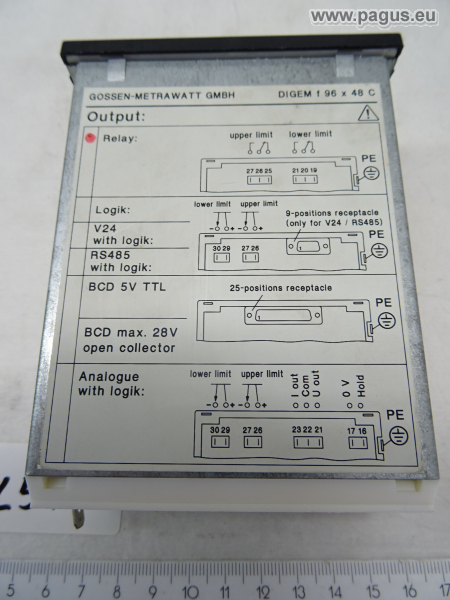 www.pagus.eu
GOSSEN-METRAWATT GMBH DIGEM f 96 x 48 C
Output:
Relay:
upper limit lower limit
PE
27 26 25 21 20 19
Logik:
lower limit upper limit
9-positions receptacle
(only for V24 / RS485)
V24
with logik:
- + - +
PE
30 29 27 26
RS485
with logik:
BCD 5V TTL
25-positions receptacle
PE
BCD max. 28V
open collector
Analogue
with logik:
lower limit upper limit
I out
Com
U out
0 V
Hold
- + - +
PE
30 29 27 26 23 22 21 17 16
5 6 7 8 9 10 11 12 13 14 15 16 17